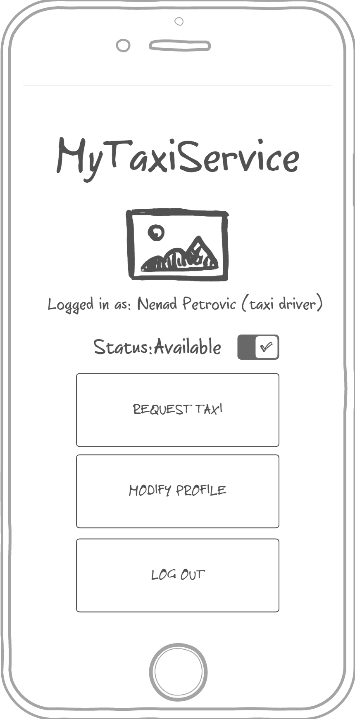 MyTaxiService
Logged in as: Nenad Petrovic (taxi driver)
Status:Available
REQUEST TAXI
MODIFY PROFILE
LOG OUT